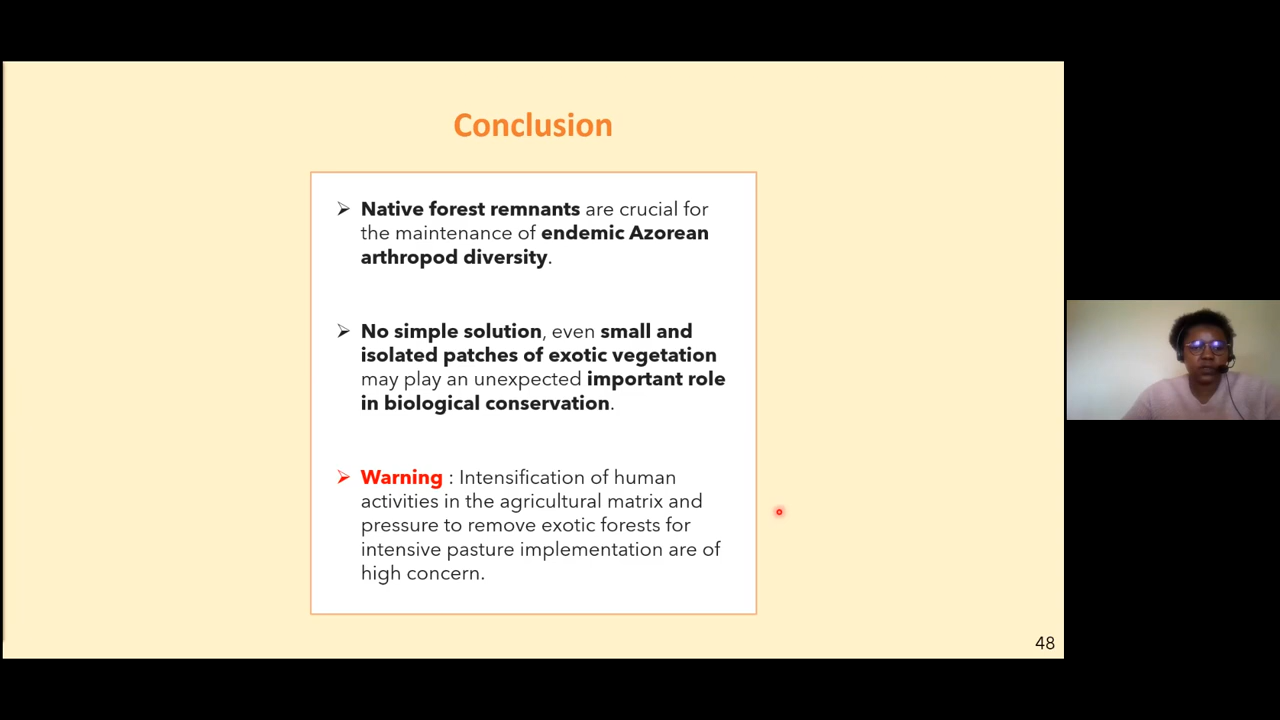 Conclusion
➢ Native forest remnants are crucial for
the maintenance of endemic Azorean
arthropod diversity.
➢ No simple solution, even small and
isolated patches of exotic vegetation
may play an unexpected important role
in biological conservation.
➢ Warning : Intensification of human
activities in the agricultural matrix and
pressure to remove exotic forests for
intensive pasture implementation are of
high concern.
48